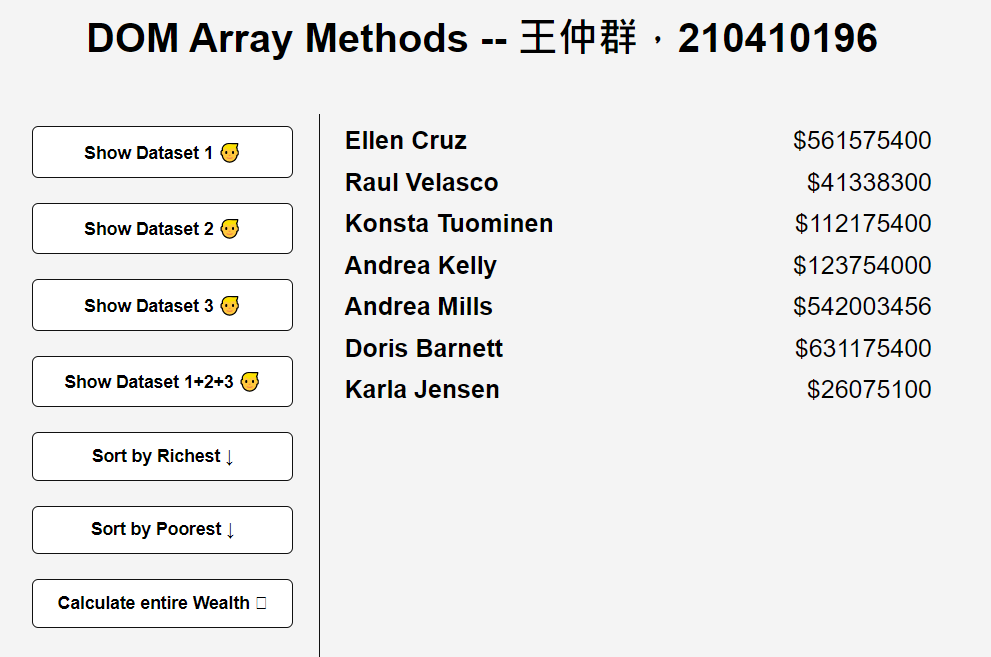 DOM Array Methods -- 王仲群，210410196
Show Dataset 1 👱
Show Dataset 2 👱
Show Dataset 3 👱
Show Dataset 1+2+3 👱
Sort by Richest ↓
Sort by Poorest ↓
Calculate entire Wealth
Ellen Cruz $561575400
Raul Velasco $41338300
Konsta Tuominen $112175400
Andrea Kelly $123754000
Andrea Mills $542003456
Doris Barnett $631175400
Karla Jensen $26075100